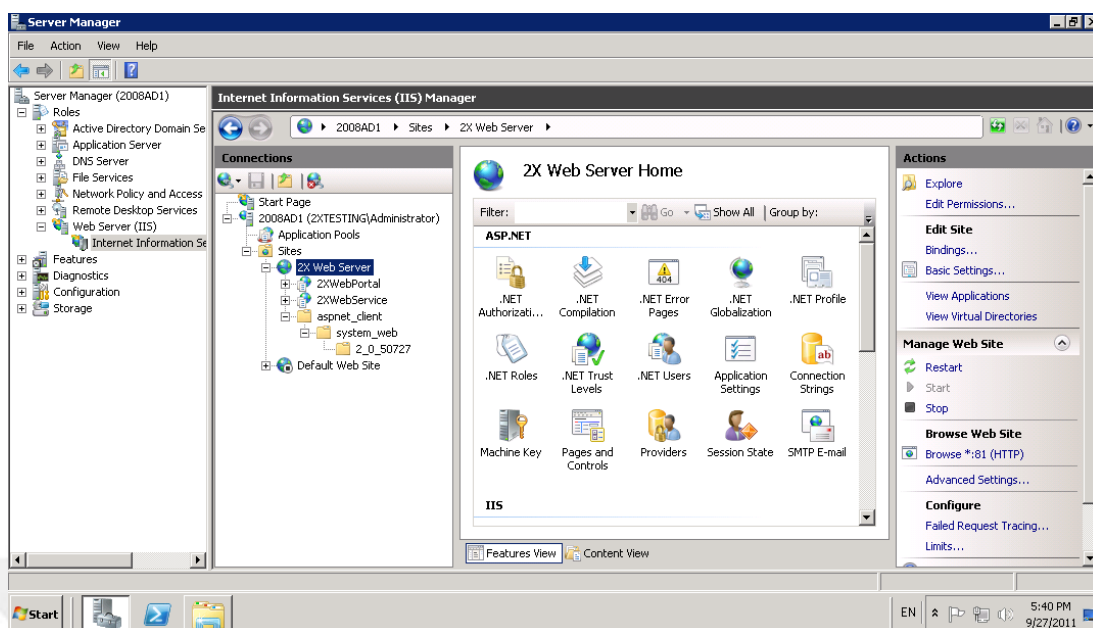 Server Manager
File Action View Help
Server Manager (2008AD1)
Roles
Active Directory Domain Se
Application Server
DNS Server
File Services
Network Policy and Access
Remote Desktop Services
Web Server (IIS)
Internet Information Se
Features
Diagnostics
Configuration
Storage
Internet Information Services (IIS) Manager
2008AD1 Sites 2X Web Server
Connections
Start Page
2008AD1 (2XTESTING\Administrator)
Application Pools
Sites
2X Web Server
2XWebPortal
2XWebService
aspnet_client
system_web
2_0_50727
Default Web Site
2X Web Server Home
Filter: Go Show All Group by:
ASP.NET
.NET Authorizati...
.NET Compilation
.NET Error Pages
.NET Globalization
.NET Profile
.NET Roles
.NET Trust Levels
.NET Users
Application Settings
Connection Strings
Machine Key
Pages and Controls
Providers
Session State
SMTP E-mail
IIS
Features View Content View
Actions
Explore
Edit Permissions...
Edit Site
Bindings...
Basic Settings...
View Applications
View Virtual Directories
Manage Web Site
Restart
Start
Stop
Browse Web Site
Browse *:81 (HTTP)
Advanced Settings...
Configure
Failed Request Tracing...
Limits...
Start
EN
5:40 PM
9/27/2011